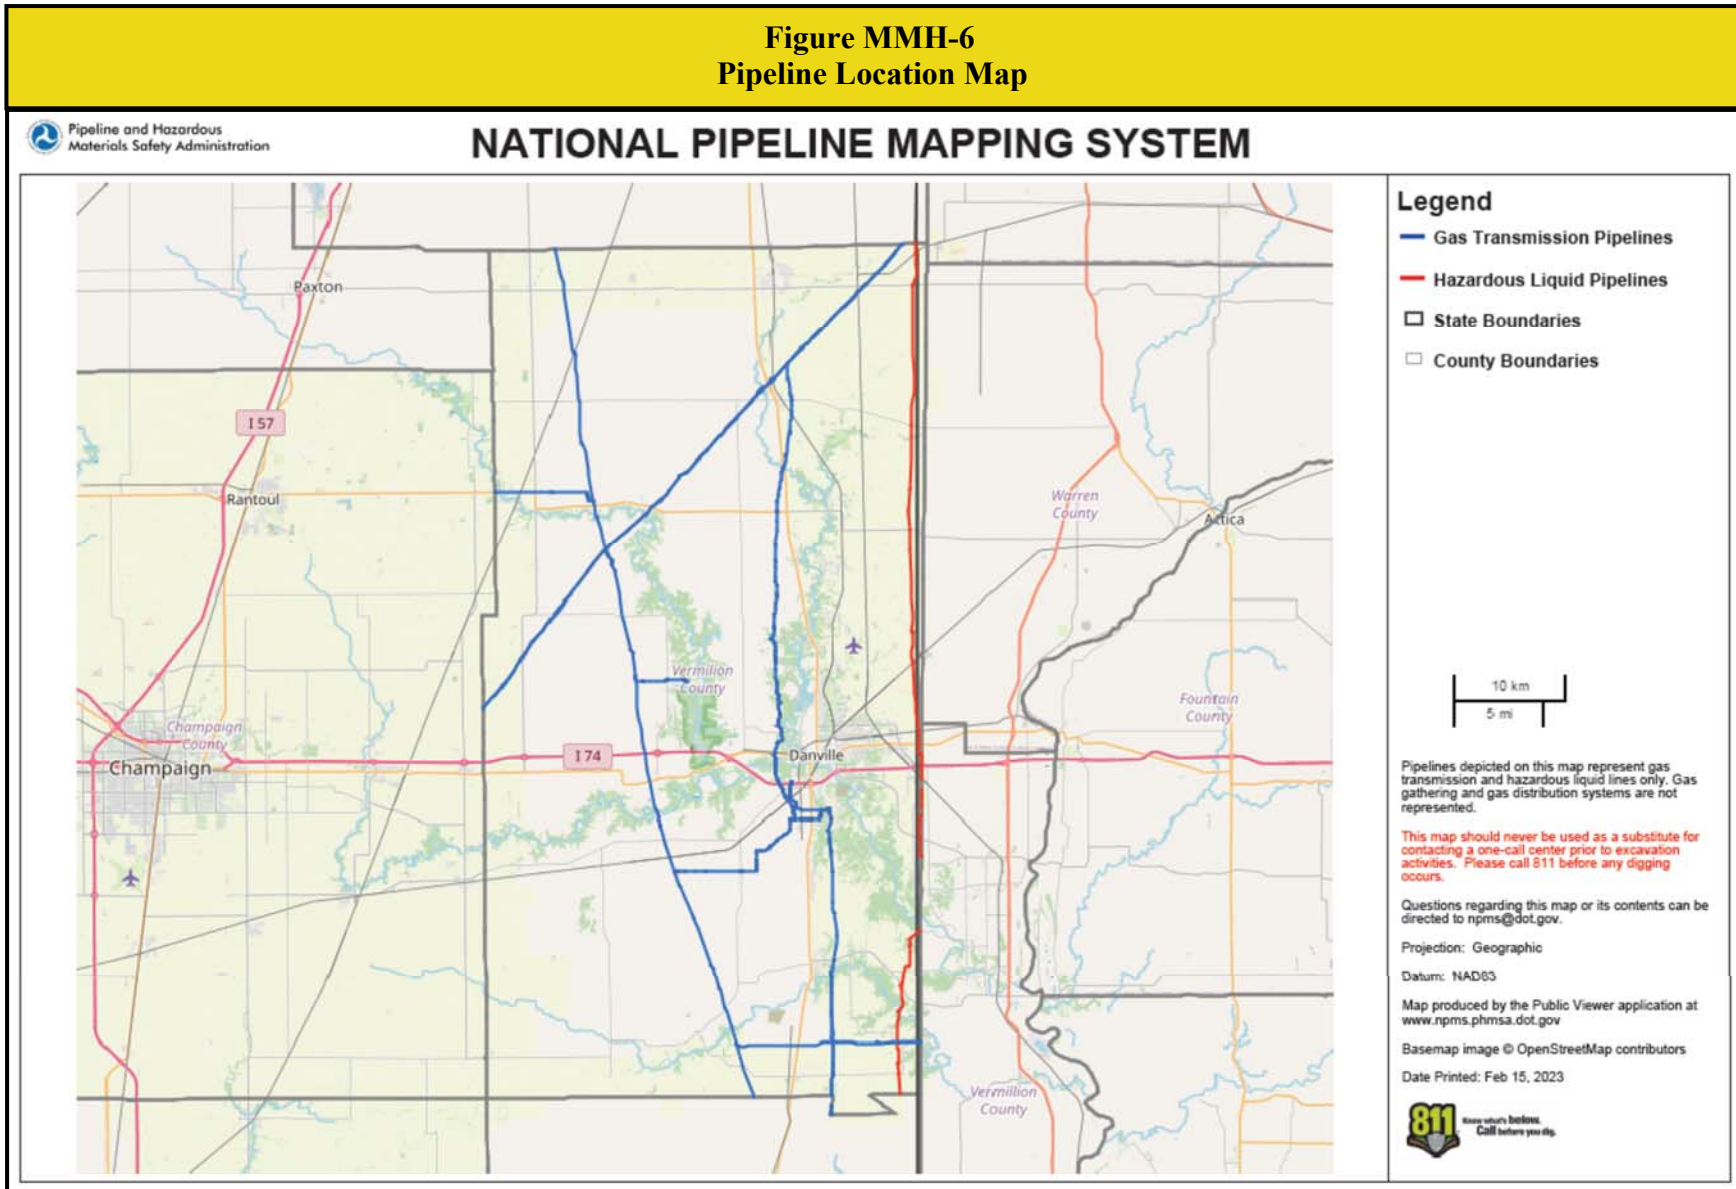 Figure MMH-6
Pipeline Location Map
Pipeline and Hazardous
Materials Safety Administration
NATIONAL PIPELINE MAPPING SYSTEM
Paxton
I 57
Rantoul
Warren
County
Attica
Vermilion
County
Fountain
County
Champaign
County
Champaign
I 74
Danville
Vermillion
County
Legend
Gas Transmission Pipelines
Hazardous Liquid Pipelines
State Boundaries
County Boundaries
10 km
5 mi
Pipelines depicted on this map represent gas
transmission and hazardous liquid lines only. Gas
gathering and gas distribution systems are not
represented.
This map should never be used as a substitute for
contacting a one-call center prior to excavation
activities. Please call 811 before any digging
occurs.
Questions regarding this map or its contents can be
directed to npms@dot.gov.
Projection: Geographic
Datum: NAD83
Map produced by the Public Viewer application at
www.npms.phmsa.dot.gov
Basemap image © OpenStreetMap contributors
Date Printed: Feb 15, 2023
811
Know what's below.
Call before you dig.